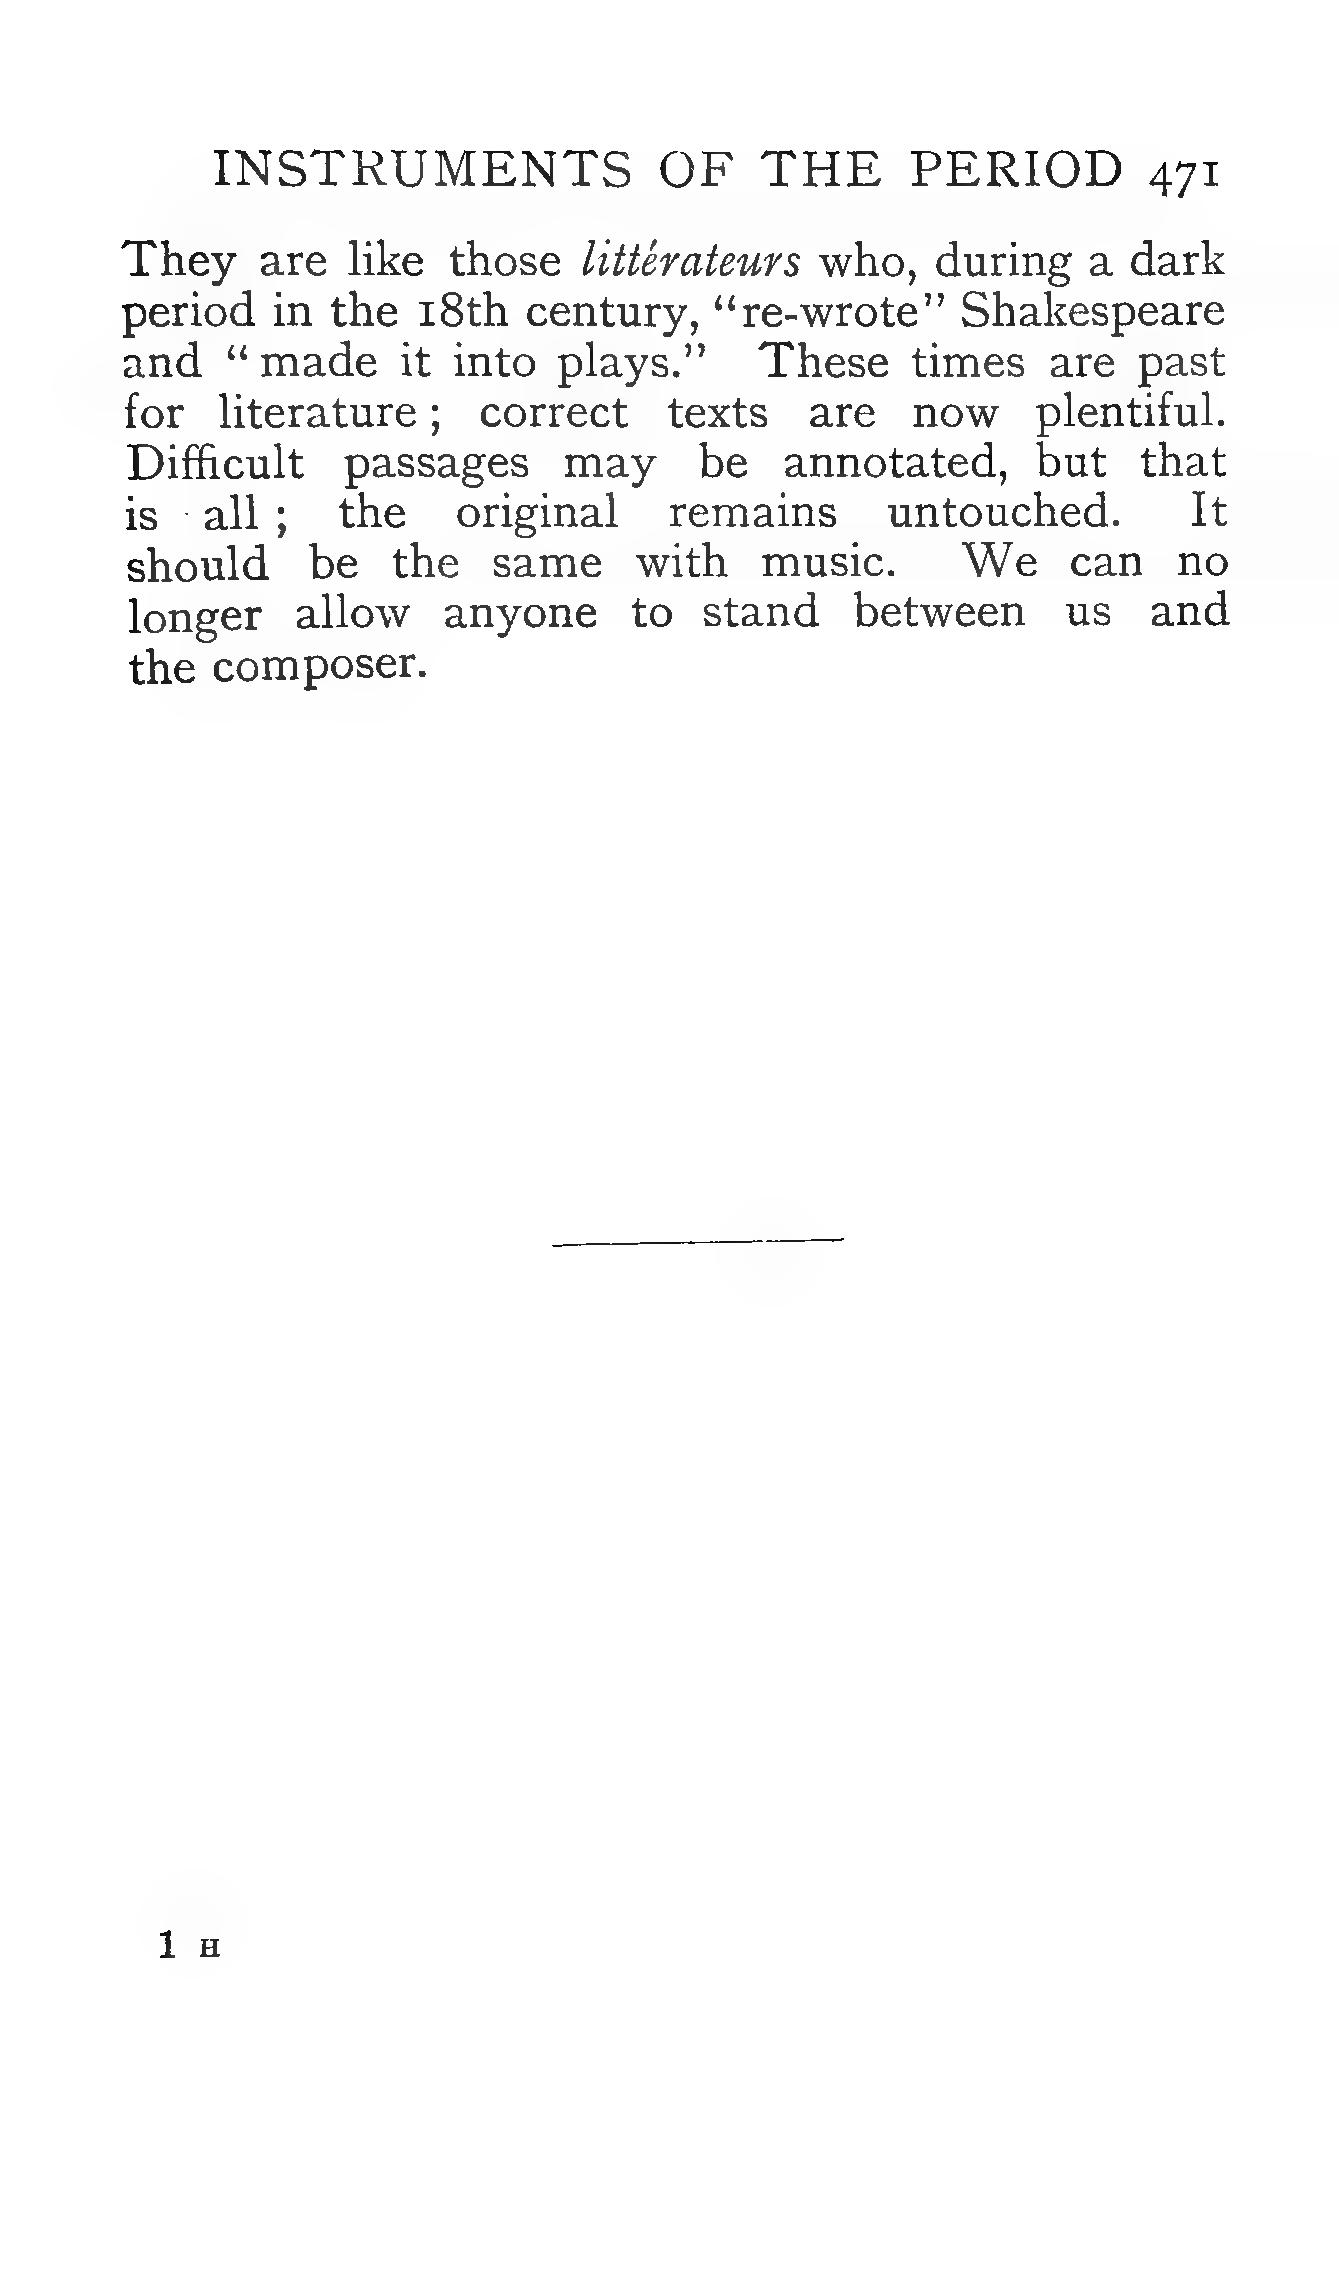 INSTRUMENTS OF THE PERIOD 471
They are like those littérateurs who, during a dark
period in the 18th century, “re-wrote” Shakespeare
and “made it into plays.” These times are past
for literature; correct texts are now plentiful.
Difficult passages may be annotated, but that
is all; the original remains untouched. It
should be the same with music. We can no
longer allow anyone to stand between us and
the composer.
1 H